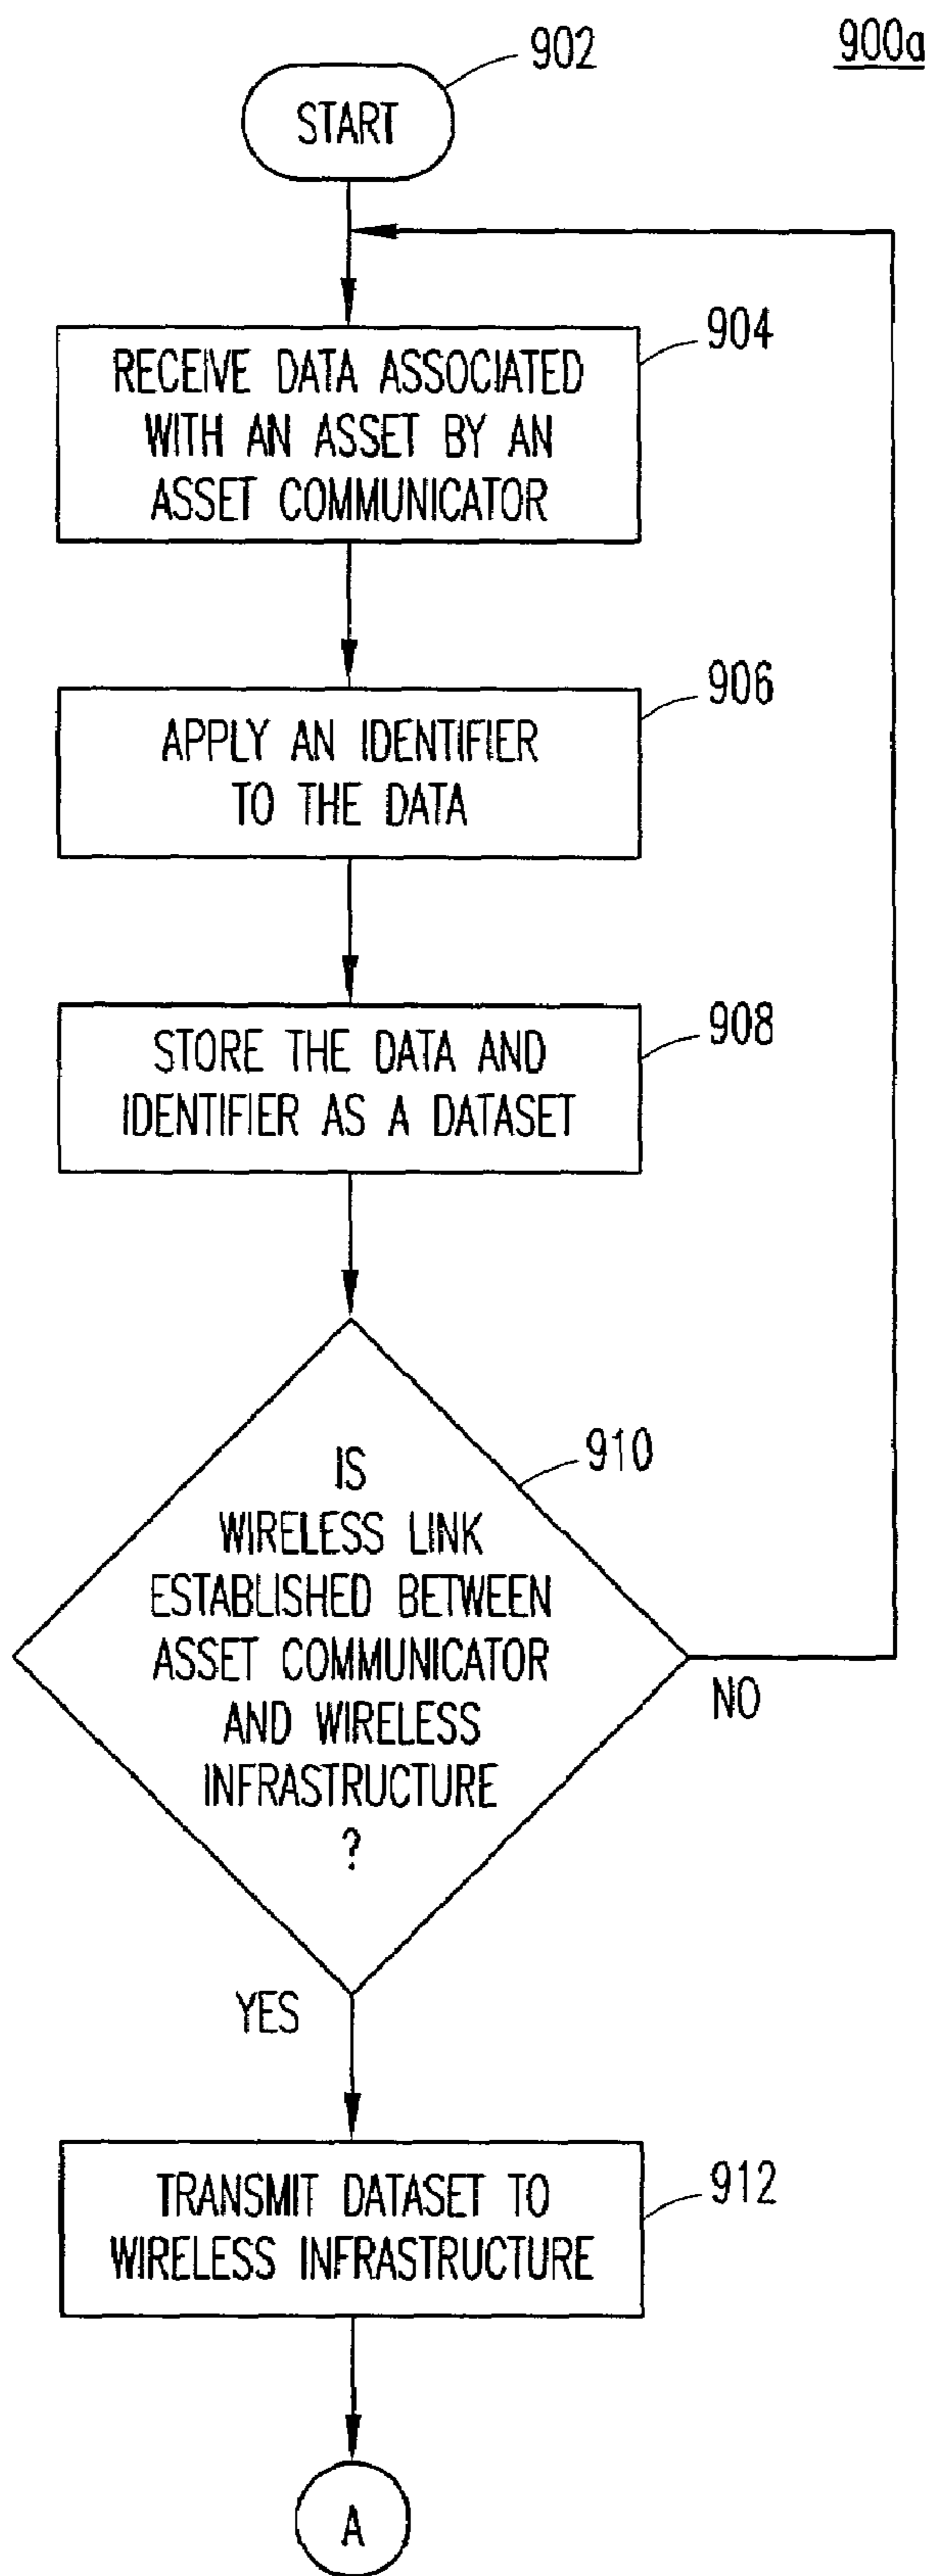 900a
902
START
904
RECEIVE DATA ASSOCIATED
WITH AN ASSET BY AN
ASSET COMMUNICATOR
906
APPLY AN IDENTIFIER
TO THE DATA
908
STORE THE DATA AND
IDENTIFIER AS A DATASET
910
IS
WIRELESS LINK
ESTABLISHED BETWEEN
ASSET COMMUNICATOR
AND WIRELESS
INFRASTRUCTURE
?
NO
YES
912
TRANSMIT DATASET TO
WIRELESS INFRASTRUCTURE
A